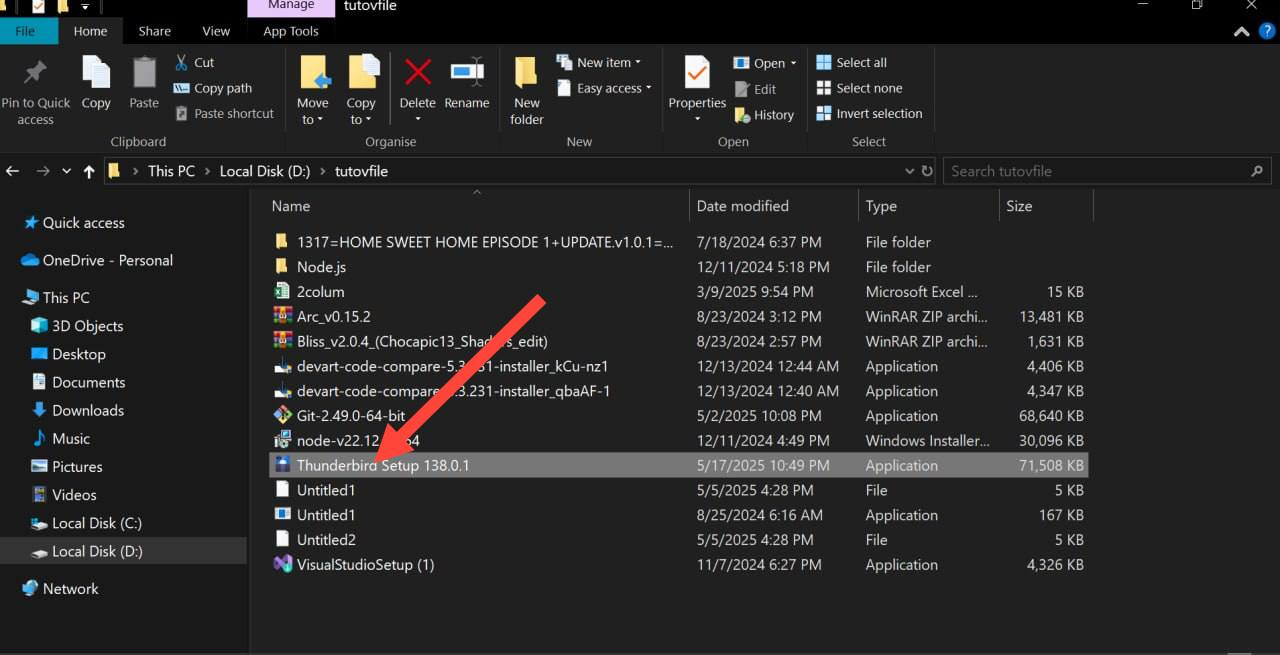 Manage
tutovfile
File
Home
Share
View
App Tools
Pin to Quick access
Copy
Paste
Cut
Copy path
Paste shortcut
Move to
Copy to
Delete
Rename
New folder
New item
Easy access
Properties
Open
Edit
History
Select all
Select none
Invert selection
Clipboard
Organise
New
Open
Select
This PC > Local Disk (D:) > tutovfile
Search tutovfile
Name Date modified Type Size
Quick access
OneDrive - Personal
This PC
3D Objects
Desktop
Documents
Downloads
Music
Pictures
Videos
Local Disk (C:)
Local Disk (D:)
Network
1317=HOME SWEET HOME EPISODE 1+UPDATE.v1.0.1=... 7/18/2024 6:37 PM File folder
Node.js 12/11/2024 5:18 PM File folder
2colum 3/9/2025 9:54 PM Microsoft Excel ... 15 KB
Arc_v0.15.2 8/23/2024 3:12 PM WinRAR ZIP archi... 13,481 KB
Bliss_v2.0.4_(Chocapic13_Shaders_edit) 8/23/2024 2:57 PM WinRAR ZIP archi... 1,631 KB
devart-code-compare-5.3.231-installer_kCu-nz1 12/13/2024 12:44 AM Application 4,406 KB
devart-code-compare-5.3.231-installer_qbaAF-1 12/13/2024 12:40 AM Application 4,347 KB
Git-2.49.0-64-bit 5/2/2025 10:08 PM Application 68,640 KB
12/11/2024 4:49 PM Windows Installer... 30,096 KB
Thunderbird Setup 138.0.1 5/17/2025 10:49 PM Application 71,508 KB
Untitled1 5/5/2025 4:28 PM File 5 KB
Untitled1 8/25/2024 6:16 AM Application 167 KB
Untitled2 5/5/2025 4:28 PM File 5 KB
VisualStudioSetup (1) 11/7/2024 6:27 PM Application 4,326 KB